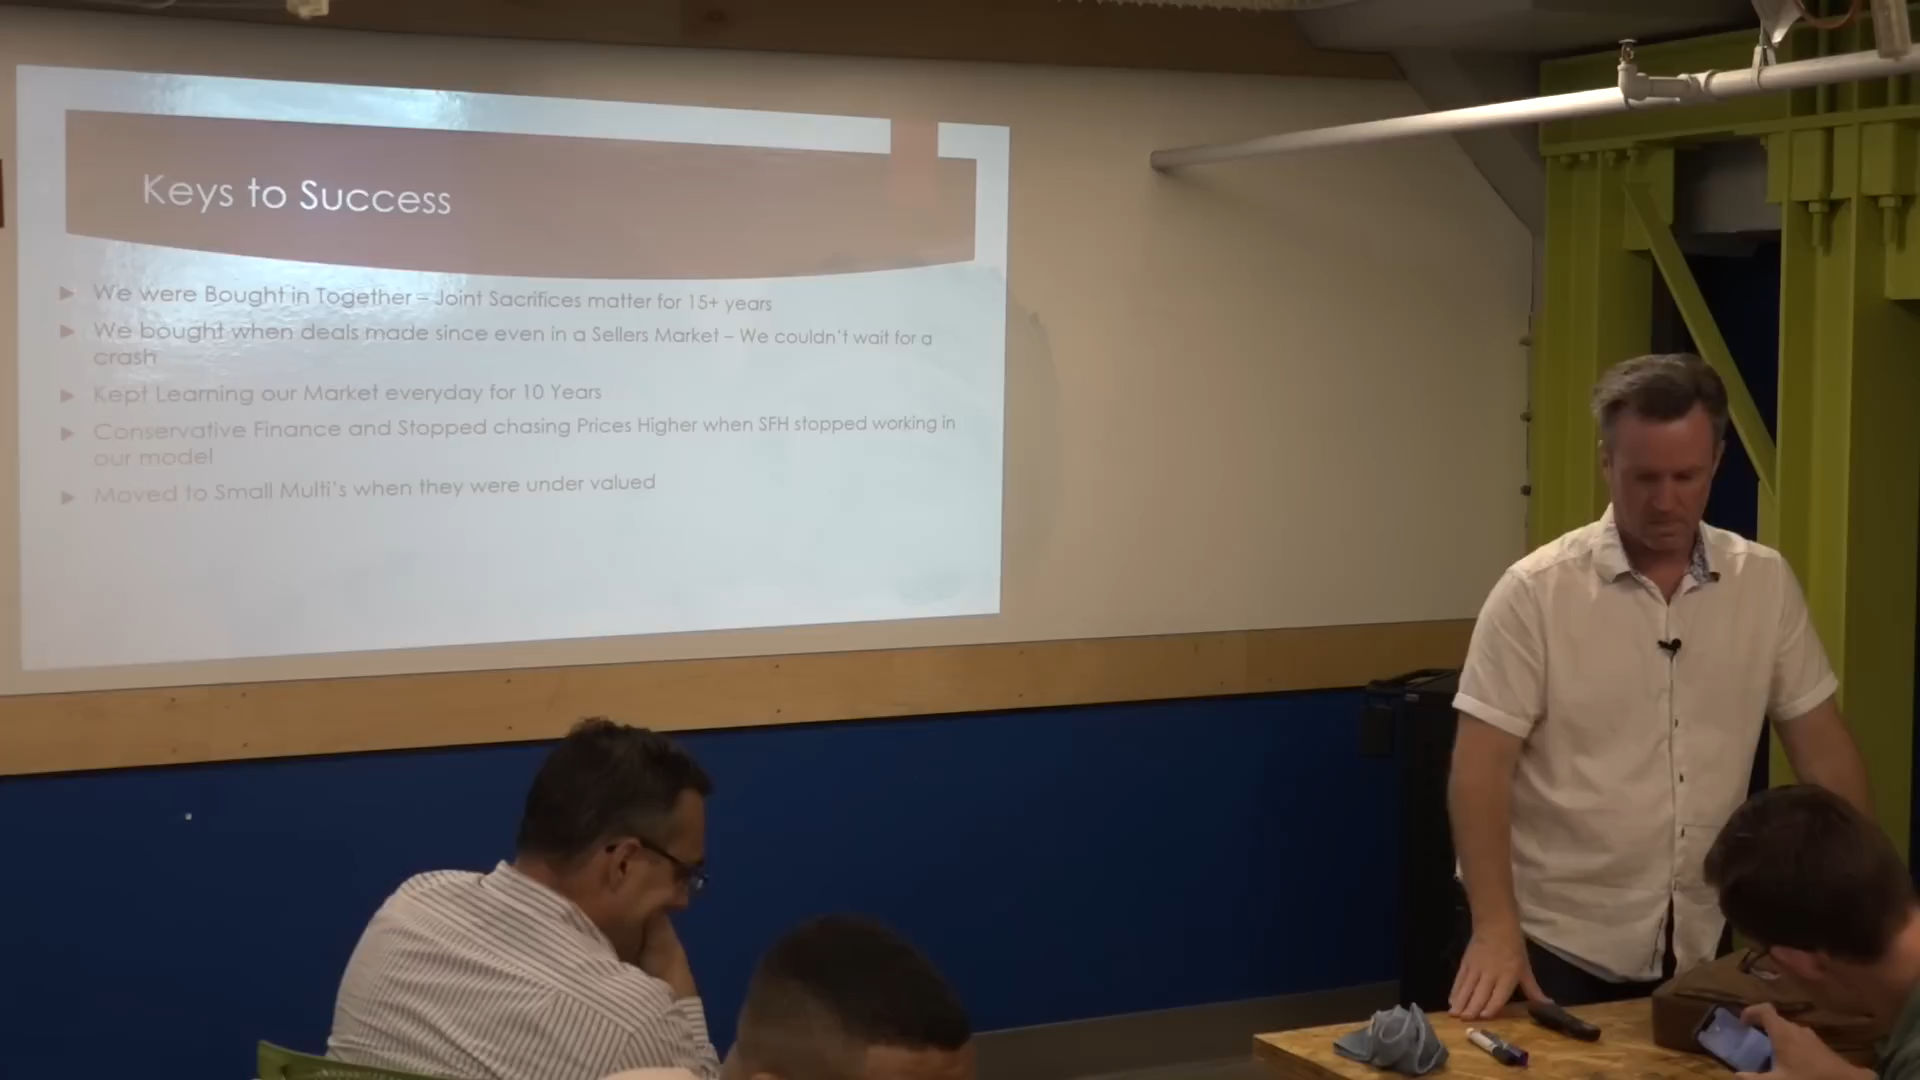 Keys to Success
We were Bought in Together – Joint Sacrifices matter for 15+ years
We bought when deals made since even in a Sellers Market – We couldn't wait for a
crash
Kept Learning our Market everyday for 10 Years
Conservative Finance and Stopped chasing Prices Higher when SFH stopped working in
our model
Moved to Small Multi's when they were under valued